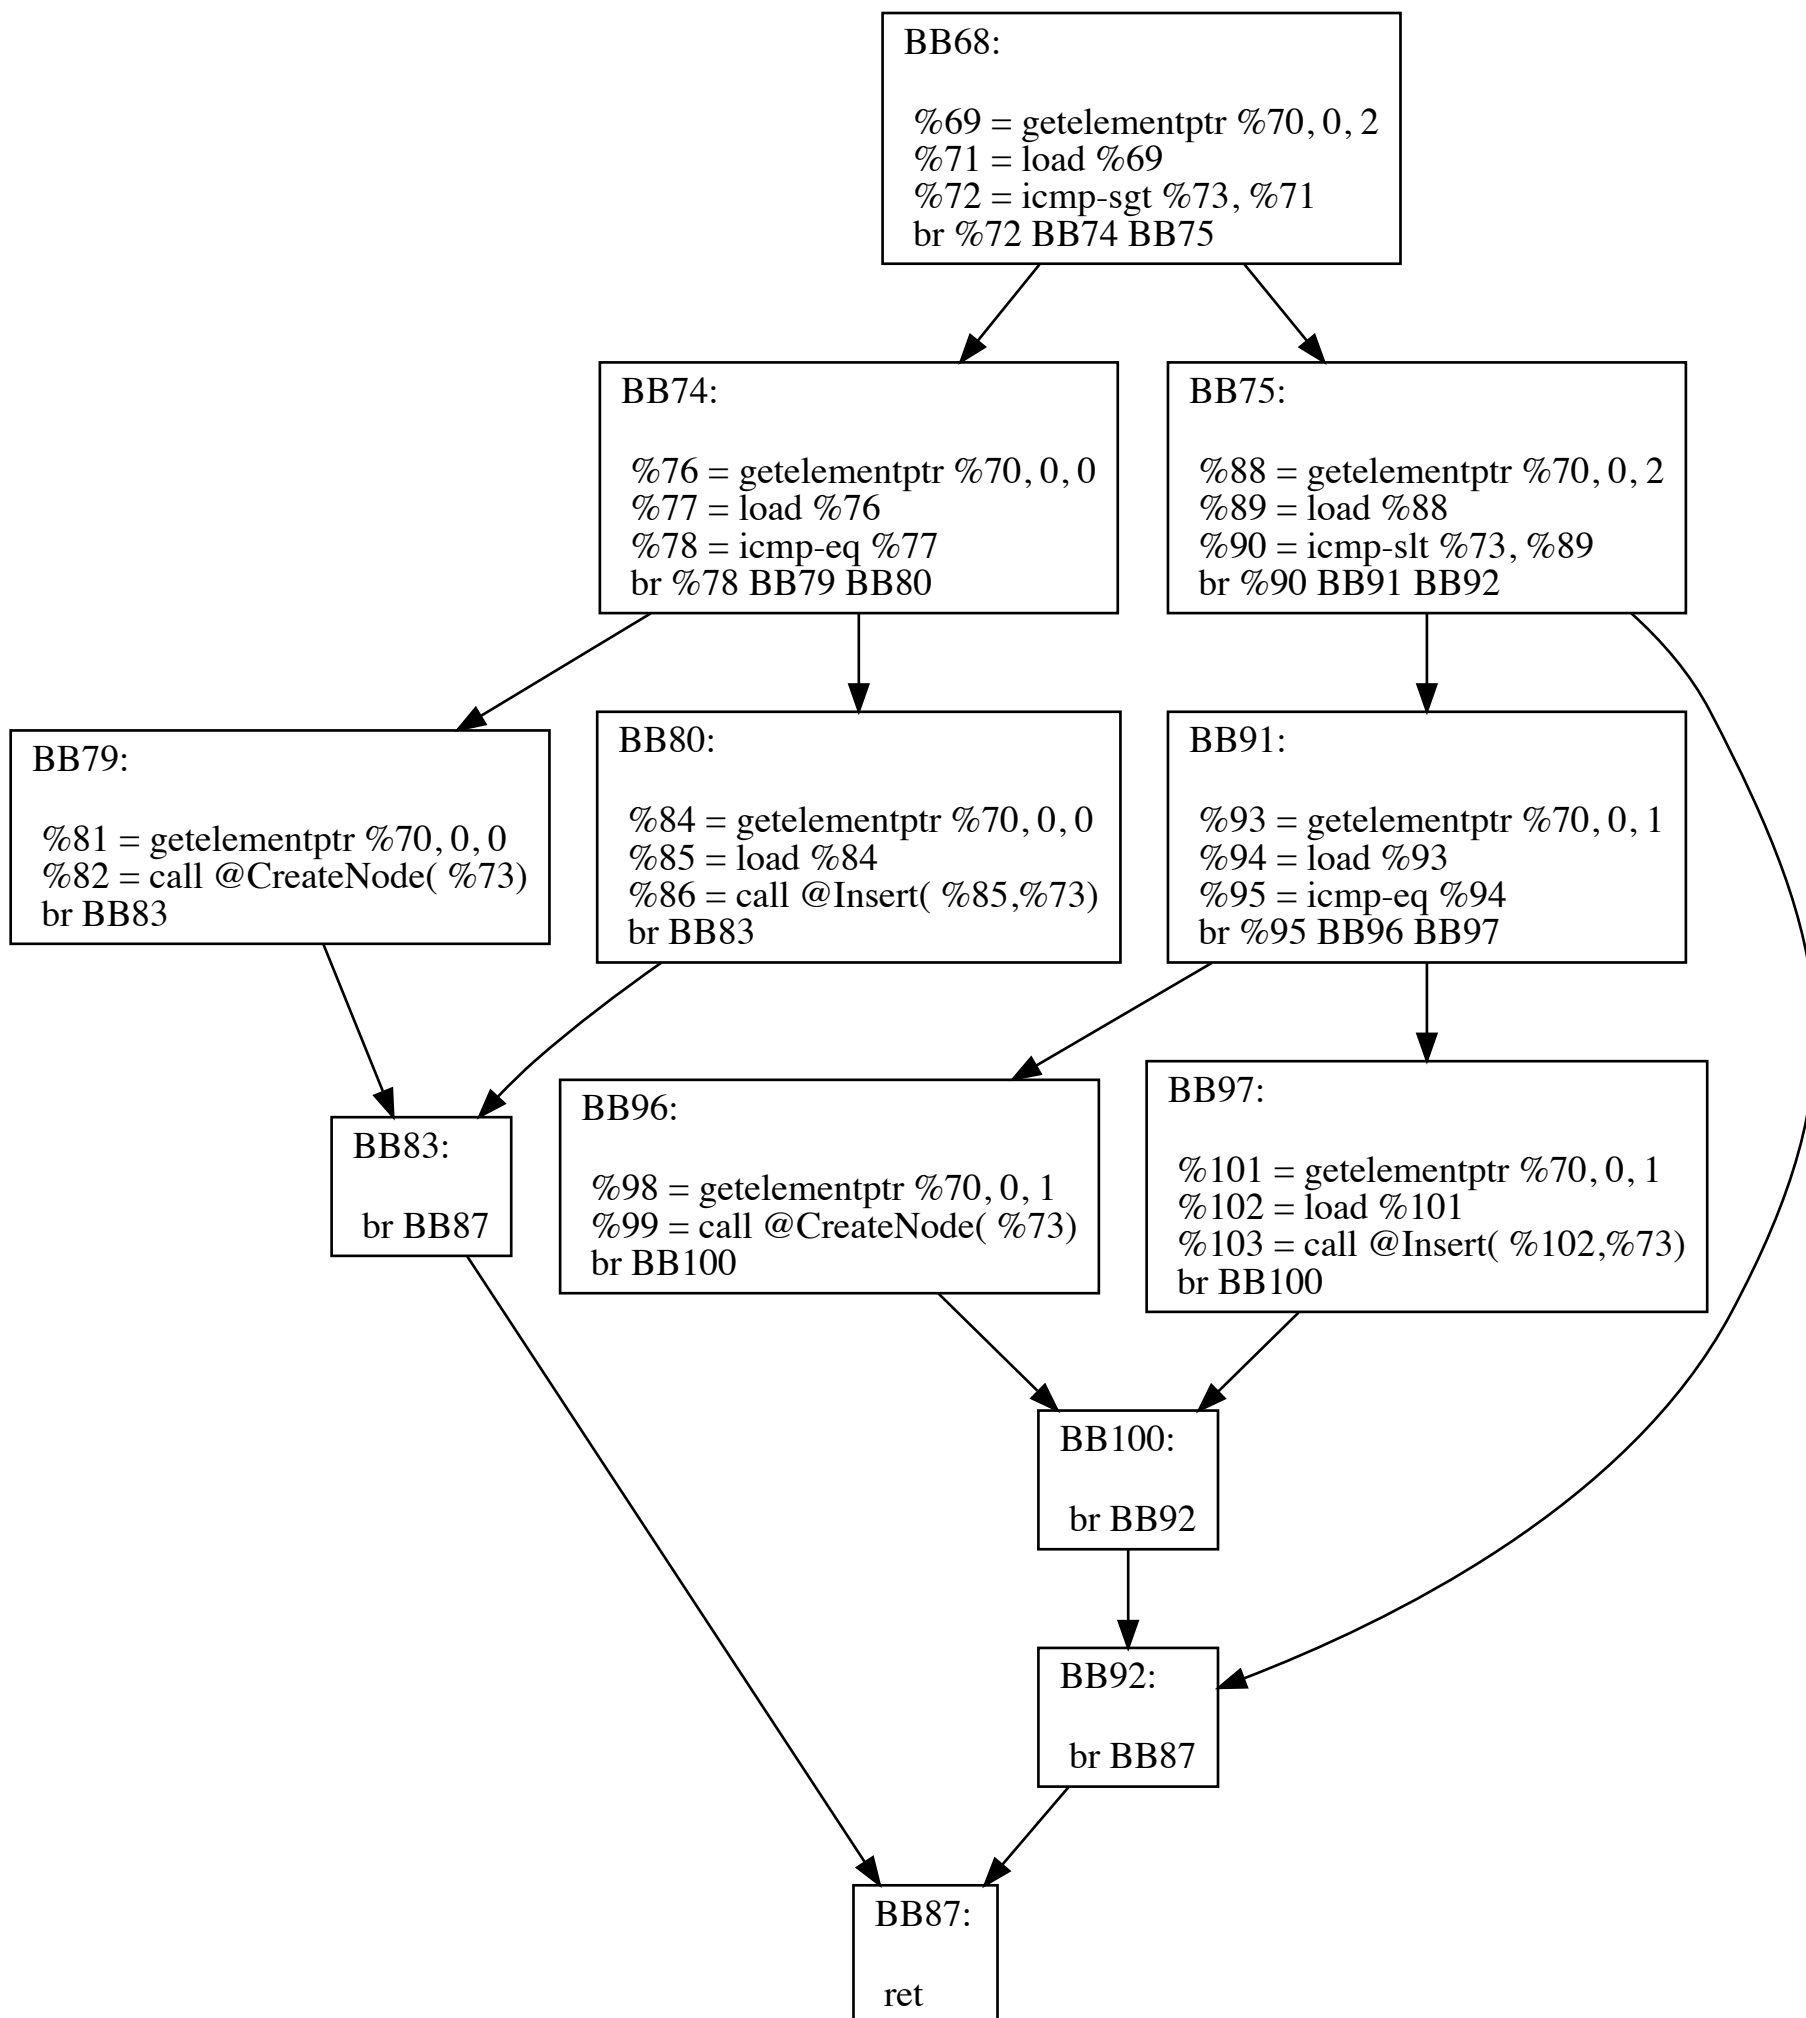 BB68:
%69 = getelementptr %70, 0, 2
%71 = load %69
%72 = icmp-sgt %73, %71
br %72 BB74 BB75
BB74:
%76 = getelementptr %70, 0, 0
%77 = load %76
%78 = icmp-eq %77
br %78 BB79 BB80
BB75:
%88 = getelementptr %70, 0, 2
%89 = load %88
%90 = icmp-slt %73, %89
br %90 BB91 BB92
BB79:
%81 = getelementptr %70, 0, 0
%82 = call @CreateNode( %73)
br BB83
BB80:
%84 = getelementptr %70, 0, 0
%85 = load %84
%86 = call @Insert( %85,%73)
br BB83
BB91:
%93 = getelementptr %70, 0, 1
%94 = load %93
%95 = icmp-eq %94
br %95 BB96 BB97
BB83:
br BB87
BB96:
%98 = getelementptr %70, 0, 1
%99 = call @CreateNode( %73)
br BB100
BB97:
%101 = getelementptr %70, 0, 1
%102 = load %101
%103 = call @Insert( %102,%73)
br BB100
BB100:
br BB92
BB92:
br BB87
BB87:
ret